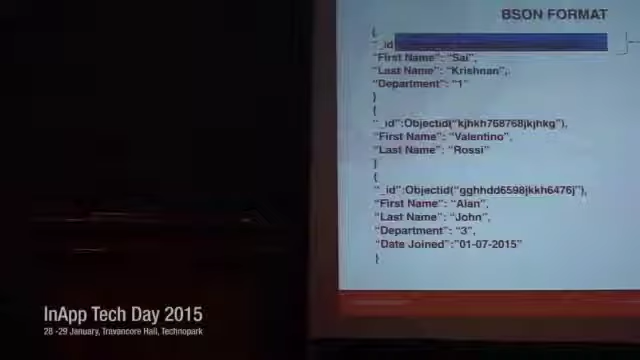 BSON FORMAT
{
"_id
"First Name": "Sai",
"Last Name": "Krishnan",
"Department": "1"
}
{
"_id":Objectid("kjhkh768768jkjhkg"),
"First Name": "Valentino",
"Last Name": "Rossi"
}
{
"_id":Objectid("gghhdd6598jkkh6476j"),
"First Name": "Alan",
"Last Name": "John",
"Department": "3",
"Date Joined":"01-07-2015"
}
InApp Tech Day 2015
28 -29 January, Travancore Hall, Technopark